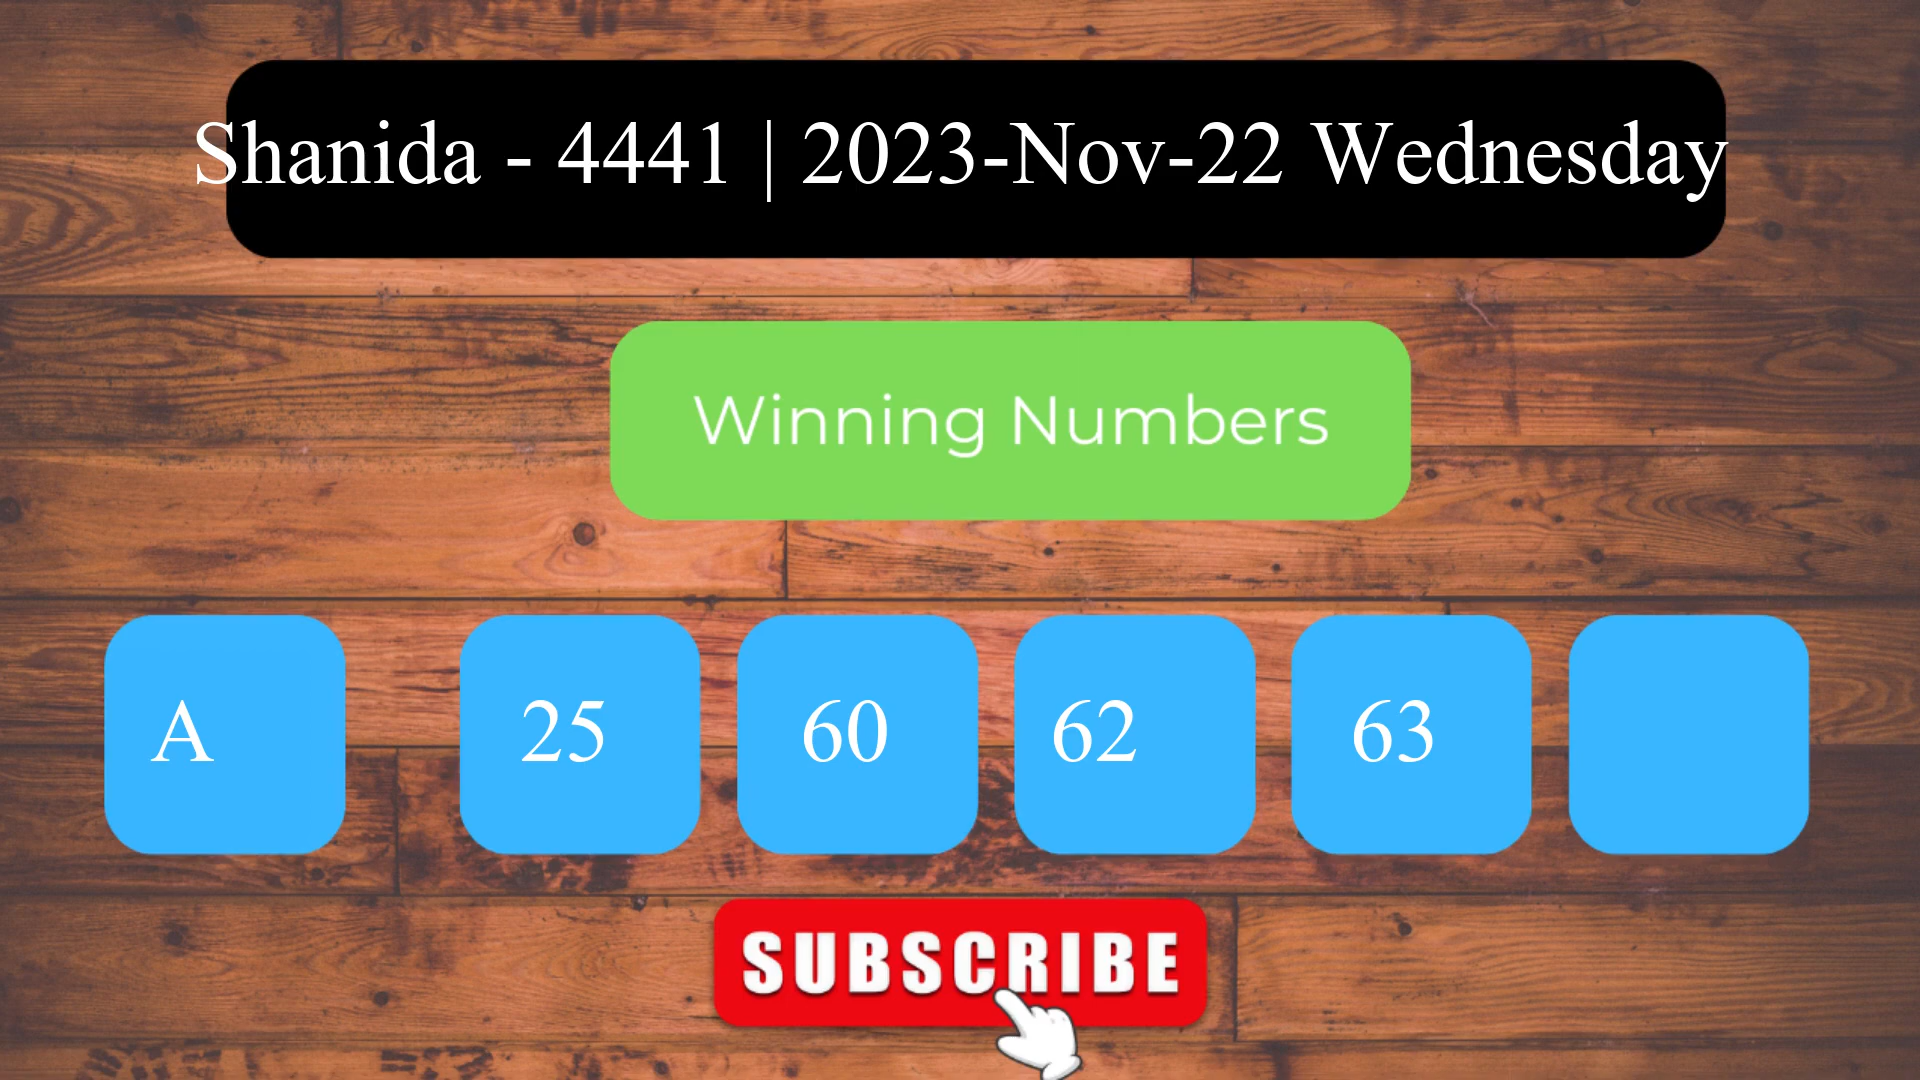 Shanida - 4441 | 2023-Nov-22 Wednesday
Winning Numbers
A 25 60 62 63
SUBSCRIBE